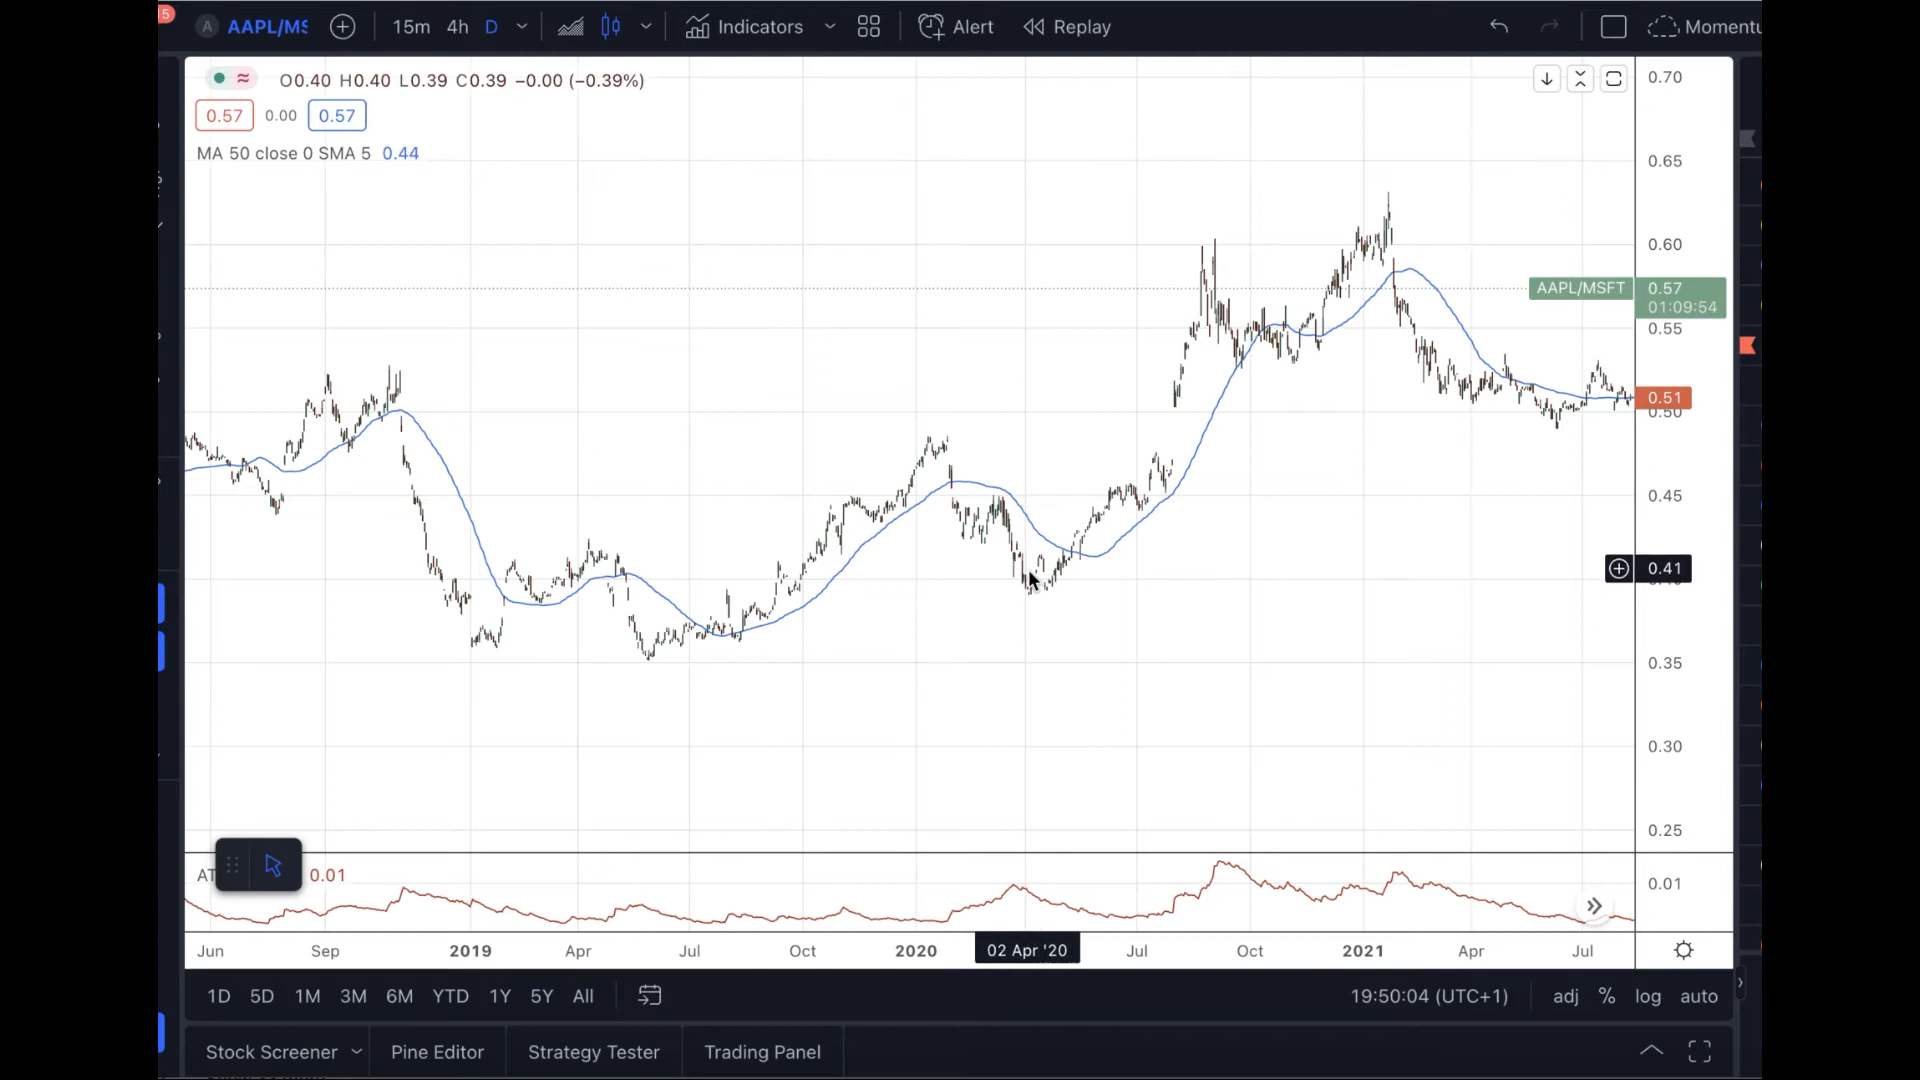 5
A AAPL/MS 15m 4h D Indicators Alert Replay Momentu
O0.40 H0.40 L0.39 C0.39 −0.00 (−0.39%)
0.57 0.00 0.57
MA 50 close 0 SMA 5 0.44
0.70
0.65
0.60
AAPL/MSFT 0.57
01:09:54
0.55
0.51
0.50
0.45
0.41
0.35
0.30
0.25
AT 0.01
0.01
Jun Sep 2019 Apr Jul Oct 2020 02 Apr '20 Jul Oct 2021 Apr Jul
1D 5D 1M 3M 6M YTD 1Y 5Y All 19:50:04 (UTC+1) adj % log auto
Stock Screener Pine Editor Strategy Tester Trading Panel